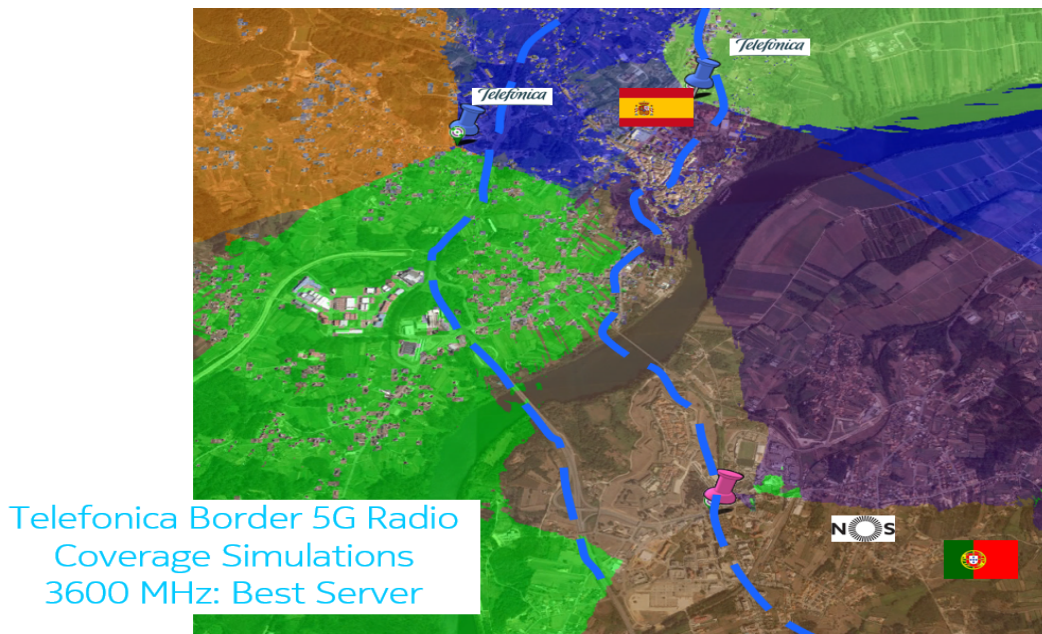 Telefonica
Telefonica
NOS
Telefonica Border 5G Radio
Coverage Simulations
3600 MHz: Best Server